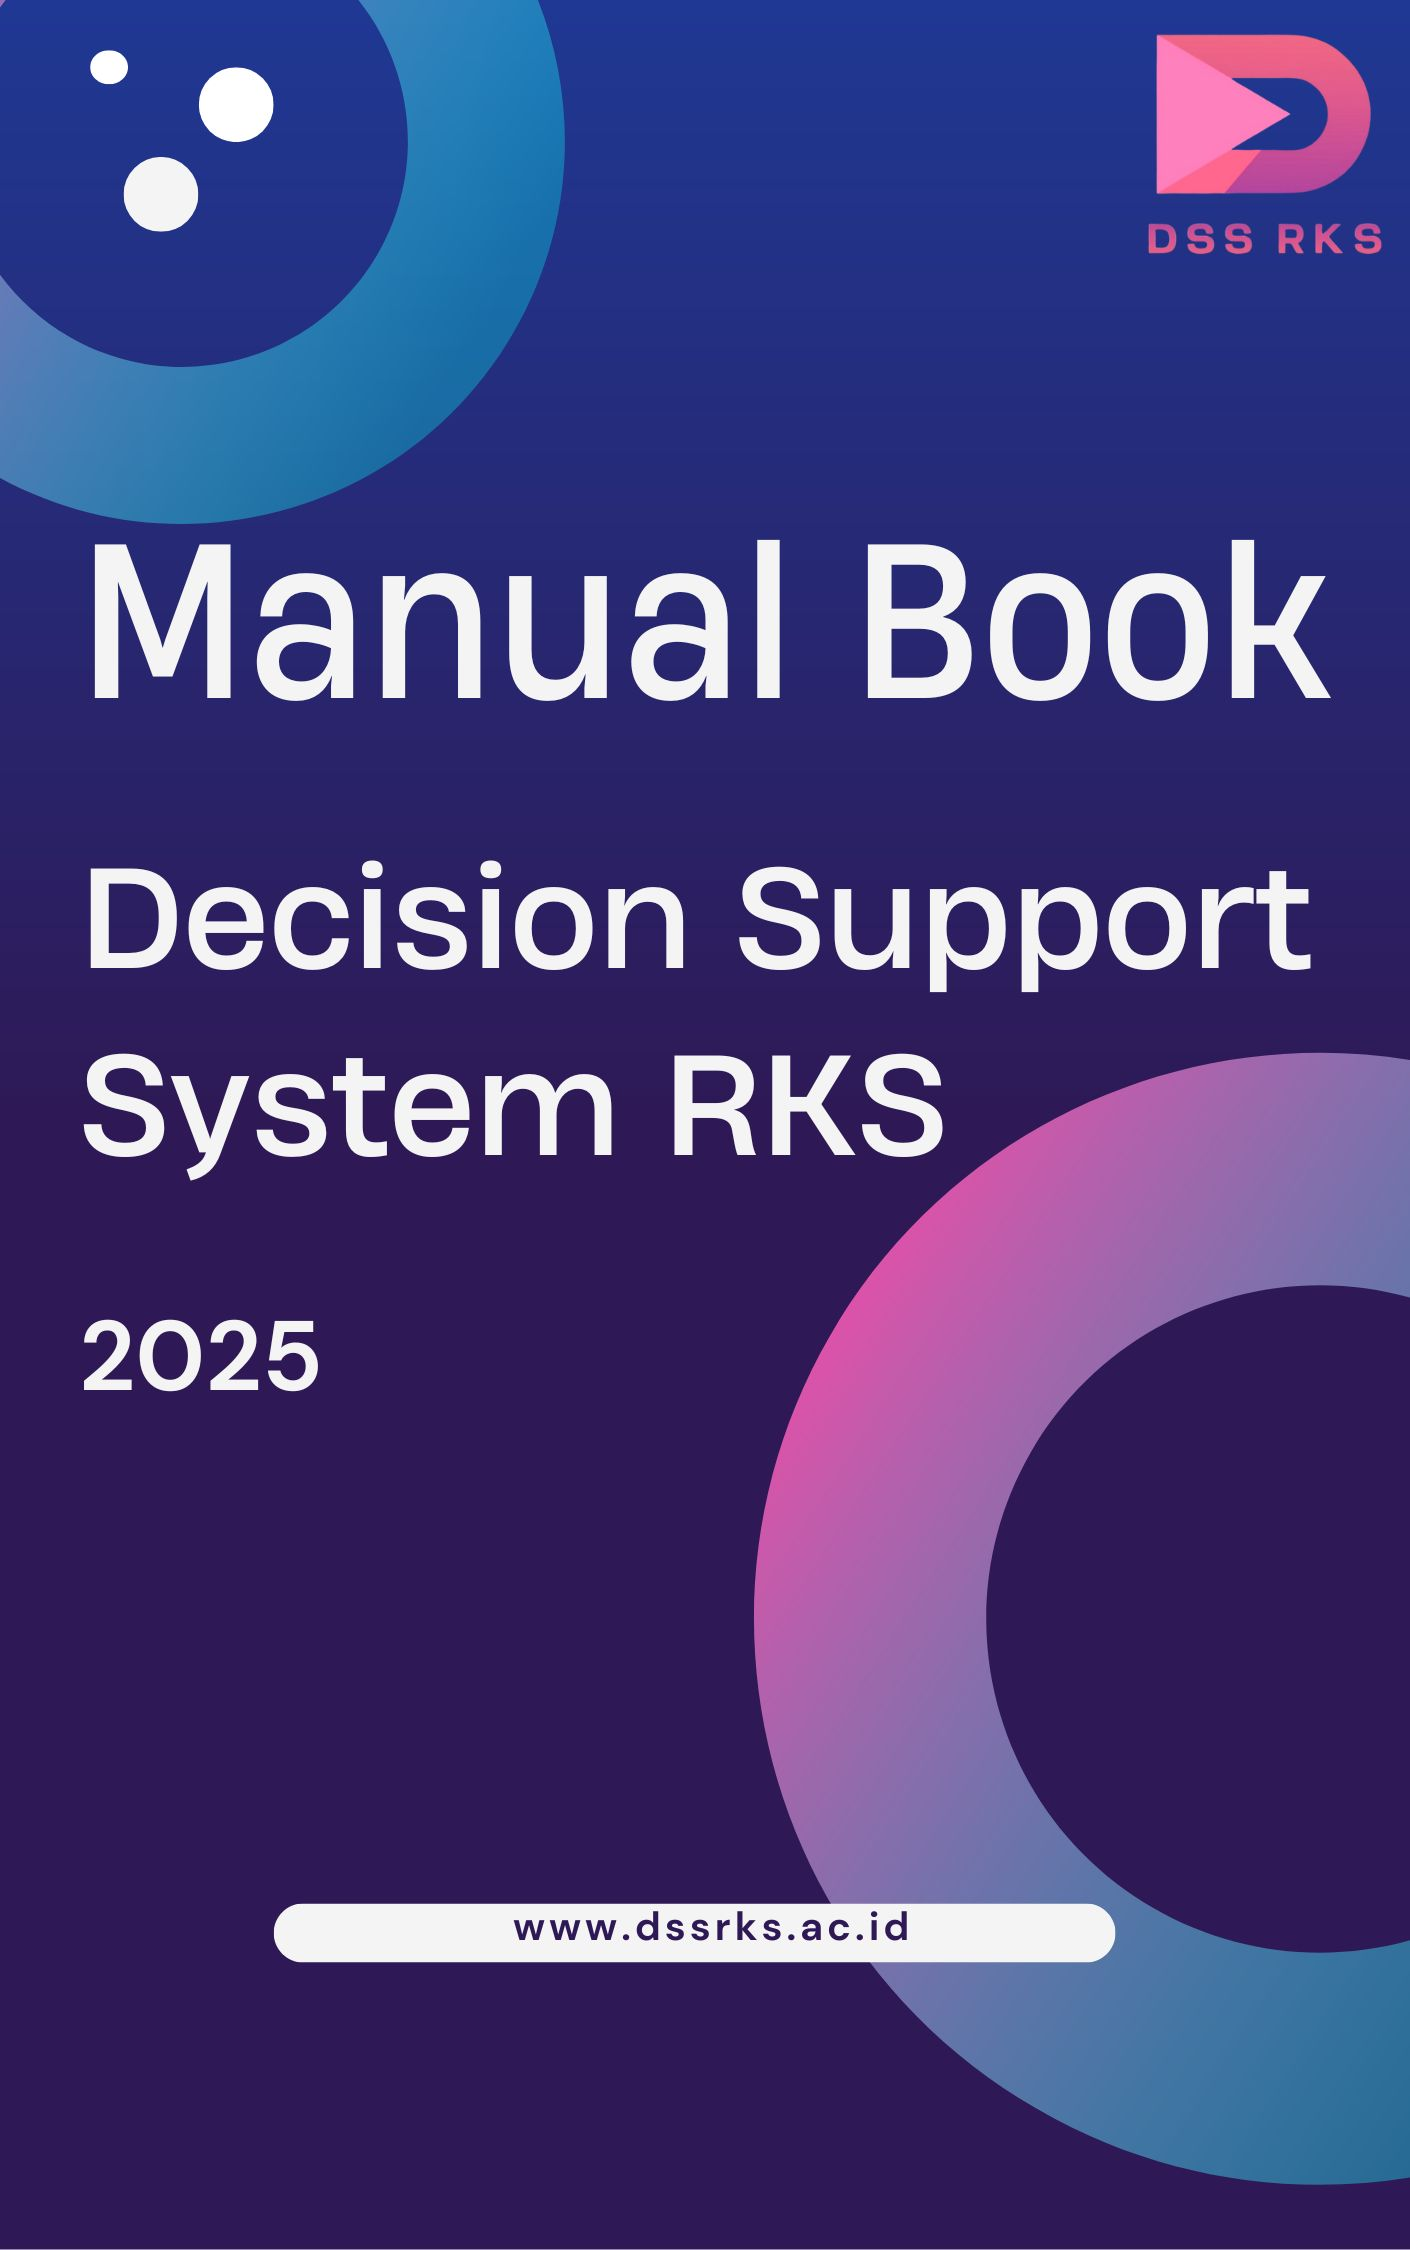 DSS RKS
Manual Book
Decision Support
System RKS
2025
www.dssrks.ac.id